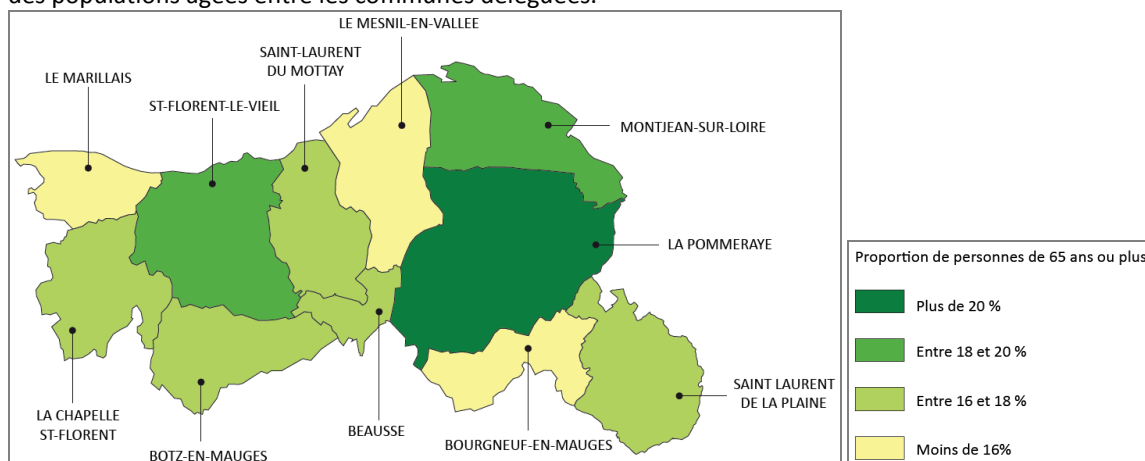 des populations âgées entre les communes déléguées.
LE MESNIL-EN-VALLEE
SAINT-LAURENT
DU MOTTAY
LE MARILLAIS
ST-FLORENT-LE-VIEIL
MONTJEAN-SUR-LOIRE
LA POMMERAYE
Proportion de personnes de 65 ans ou plus
Plus de 20 %
Entre 18 et 20 %
Entre 16 et 18 %
Moins de 16%
SAINT LAURENT
DE LA PLAINE
LA CHAPELLE
ST-FLORENT
BEAUSSE
BOURGNEUF-EN-MAUGES
BOTZ-EN-MAUGES